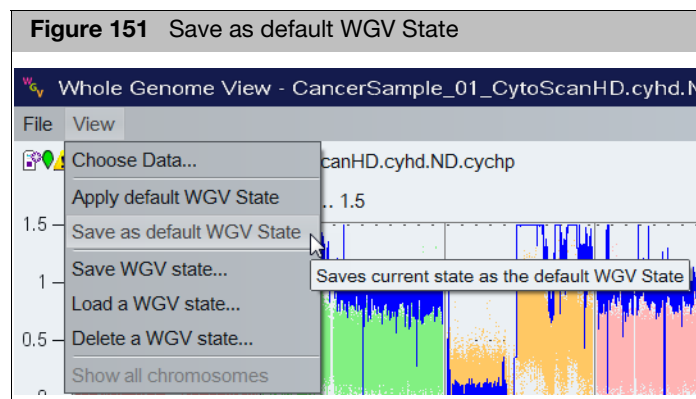 Figure 151 Save as default WGV State
WGV Whole Genome View - CancerSample_01_CytoScanHD.cyhd.N
File View
Choose Data... canHD.cyhd.ND.cychp
Apply default WGV State .. 1.5
1.5 Save as default WGV State
Saves current state as the default WGV State
1 Save WGV state...
Load a WGV state...
0.5 Delete a WGV state...
Show all chromosomes